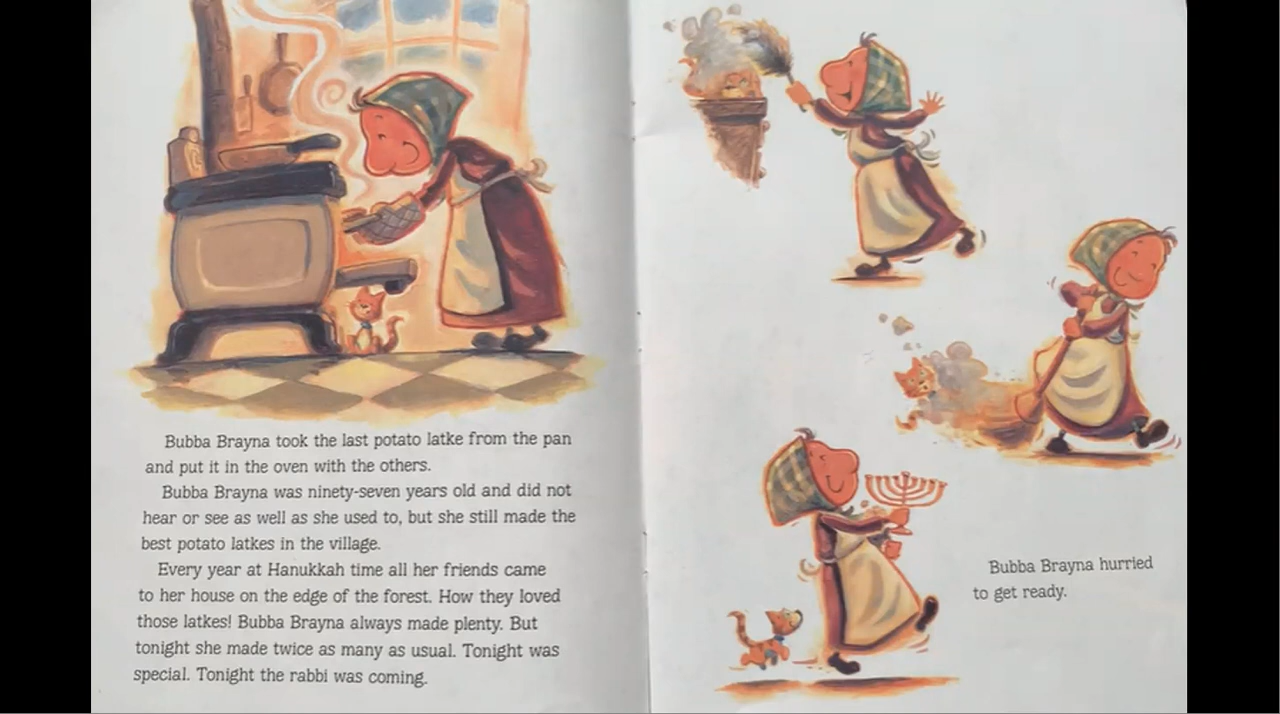 Bubba Brayna took the last potato latke from the pan
and put it in the oven with the others.
Bubba Brayna was ninety-seven years old and did not
hear or see as well as she used to, but she still made the
best potato latkes in the village.
Every year at Hanukkah time all her friends came
to her house on the edge of the forest. How they loved
those latkes! Bubba Brayna always made plenty. But
tonight she made twice as many as usual. Tonight was
special. Tonight the rabbi was coming.
Bubba Brayna hurried
to get ready.